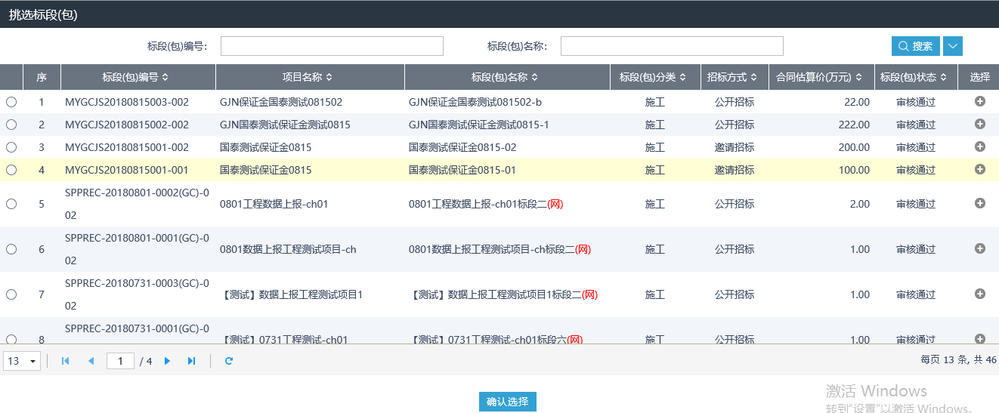 挑选标段(包)
标段(包)编号： 标段(包)名称： 搜索
序 标段(包)编号 项目名称 标段(包)名称 标段(包)分类 招标方式 合同估算价(万元) 标段(包)状态 选择
1 MYGCJS20180815003-002 GJN保证金国泰测试081502 GJN保证金国泰测试081502-b 施工 公开招标 22.00 审核通过
2 MYGCJS20180815002-002 GJN国泰测试保证金测试0815 GJN国泰测试保证金测试0815-1 施工 公开招标 222.00 审核通过
3 MYGCJS20180815001-002 国泰测试保证金0815 国泰测试保证金0815-02 施工 邀请招标 200.00 审核通过
4 MYGCJS20180815001-001 国泰测试保证金0815 国泰测试保证金0815-01 施工 邀请招标 100.00 审核通过
SPPREC-20180801-0002(GC)-0
5 0801工程数据上报-ch01 0801工程数据上报-ch01标段二(网) 施工 公开招标 2.00 审核通过
02
SPPREC-20180801-0001(GC)-0
6 0801数据上报工程测试项目-ch 0801数据上报工程测试项目-ch标段二(网) 施工 公开招标 1.00 审核通过
02
SPPREC-20180731-0003(GC)-0
7 【测试】数据上报工程测试项目1 【测试】数据上报工程测试项目1标段二(网) 施工 公开招标 1.00 审核通过
02
SPPREC-20180731-0001(GC)-0
8 【测试】0731工程测试-ch01 【测试】0731工程测试-ch01标段六(网) 施工 公开招标 1.00 审核通过
13 1 / 4 每页 13 条, 共 46
确认选择
激活 Windows
转到"设置"以激活 Windows。